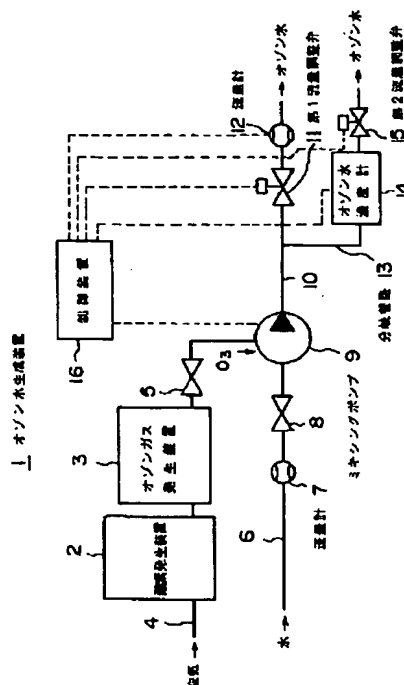 1 オゾン水生成装置
2
酸素発生装置
3
オゾンガス
発生装置
4
空気
5
O3
6
水
7
流量計
8
9
ミキシングポンプ
10
11 第1流量調整弁
12
流量計
オゾン水
13
分岐管路
14
オゾン水
濃度計
15 第2流量調整弁
オゾン水
16
制御装置